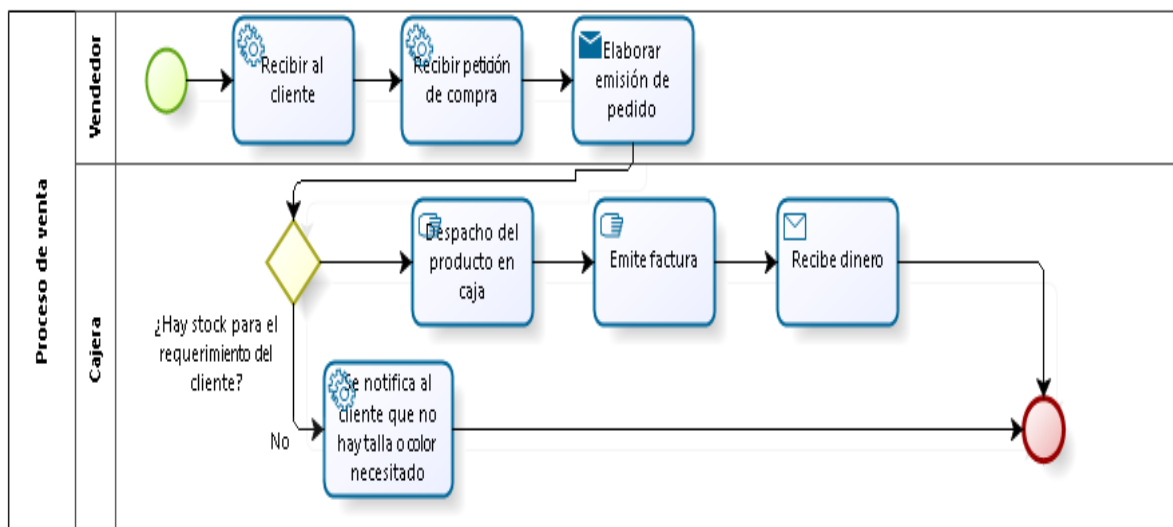 Proceso de venta
Vendedor
Recibir al
cliente
Recibir petición
de compra
Elaborar
emisión de
pedido
Cajera
¿Hay stock para el
requerimiento del
cliente?
Despacho del
producto en
caja
Emite factura
Recibe dinero
No
Se notifica al
cliente que no
hay talla o color
necesitado